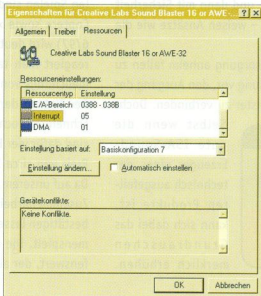 Eigenschaften für Creative Labs Sound Blaster 16 or AWE-... ? X
Allgemein Treiber Ressourcen
Creative Labs Sound Blaster 16 or AWE-32
Ressourceneinstellungen:
Ressourcentyp Einstellung
E/A-Bereich 0388 - 038B
Interrupt 05
DMA 01
Einstellung basiert auf: Basiskonfiguration 7
Einstellung ändern... Automatisch einstellen
Gerätekonflikte:
Keine Konflikte.
OK Abbrechen